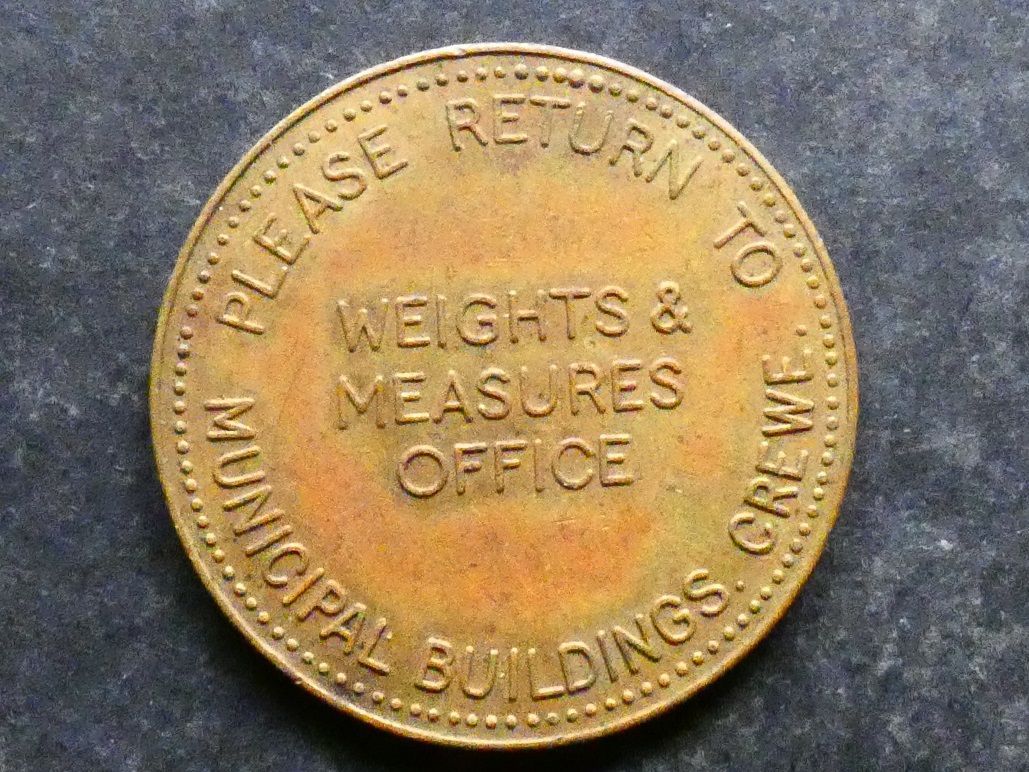 PLEASE RETURN TO
WEIGHTS &
MEASURES
OFFICE
MUNICIPAL BUILDINGS. CREWE.